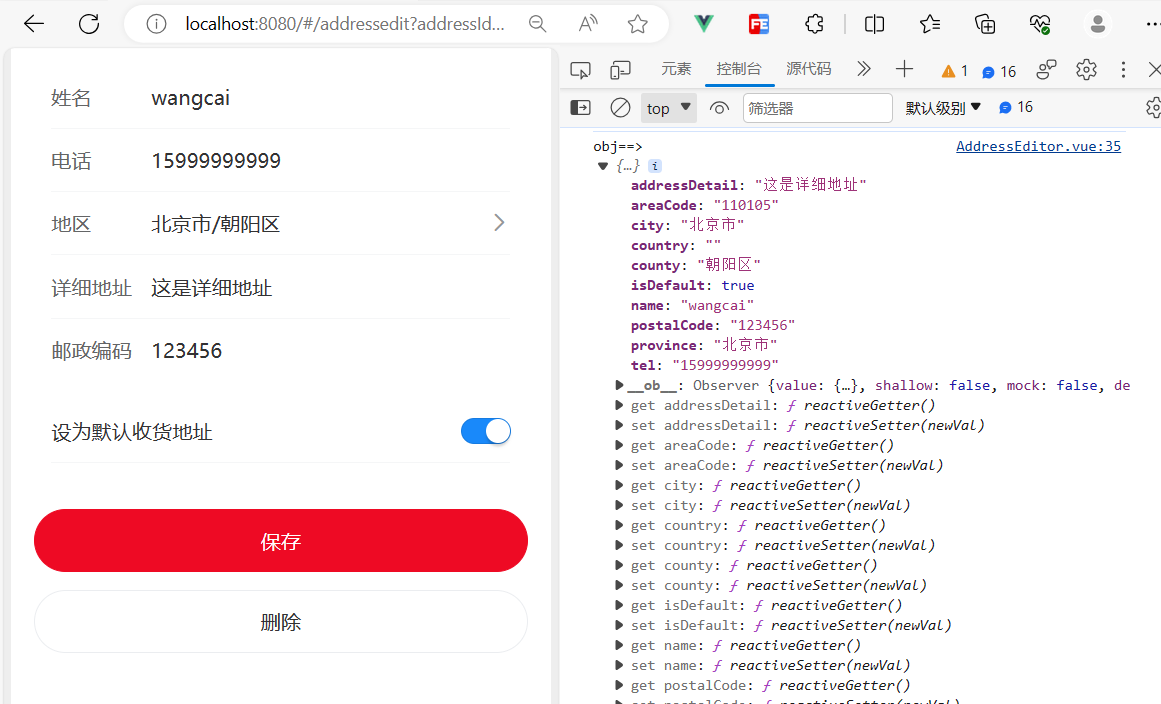 localhost:8080/#/addressedit?addressId...
姓名 wangcai
电话 15999999999
地区 北京市/朝阳区
详细地址 这是详细地址
邮政编码 123456
设为默认收货地址
保存
删除
元素 控制台 源代码 1 16
top 筛选器 默认级别 16
obj==> AddressEditor.vue:35
{…} i
addressDetail: "这是详细地址"
areaCode: "110105"
city: "北京市"
country: ""
county: "朝阳区"
isDefault: true
name: "wangcai"
postalCode: "123456"
province: "北京市"
tel: "15999999999"
__ob__: Observer {value: {…}, shallow: false, mock: false, de
get addressDetail: ƒ reactiveGetter()
set addressDetail: ƒ reactiveSetter(newVal)
get areaCode: ƒ reactiveGetter()
set areaCode: ƒ reactiveSetter(newVal)
get city: ƒ reactiveGetter()
set city: ƒ reactiveSetter(newVal)
get country: ƒ reactiveGetter()
set country: ƒ reactiveSetter(newVal)
get county: ƒ reactiveGetter()
set county: ƒ reactiveSetter(newVal)
get isDefault: ƒ reactiveGetter()
set isDefault: ƒ reactiveSetter(newVal)
get name: ƒ reactiveGetter()
set name: ƒ reactiveSetter(newVal)
get postalCode: ƒ reactiveGetter()
set postalCode: ƒ reactiveSetter(newVal)